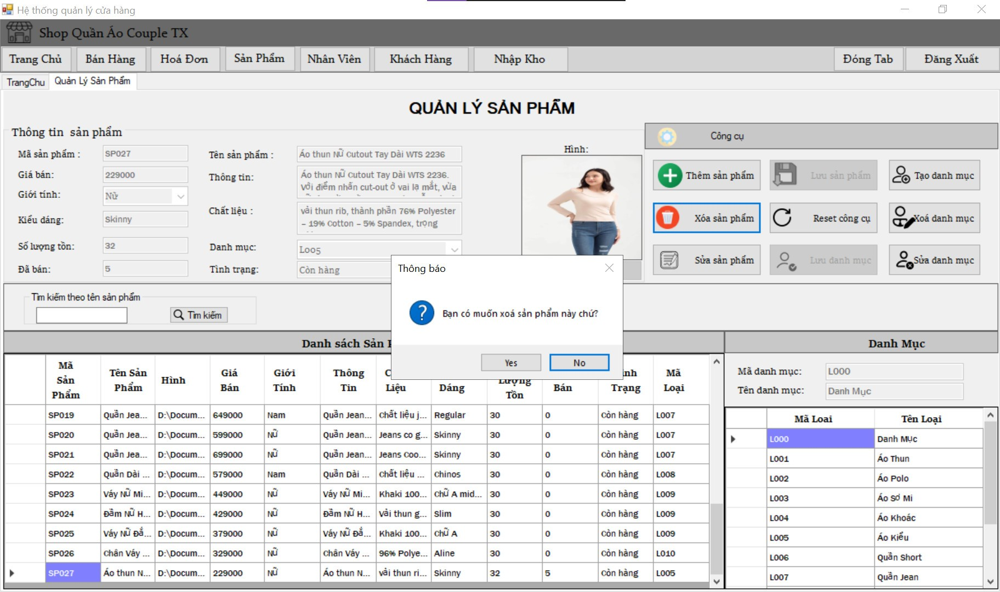 Hệ thống quản lý cửa hàng
Shop Quần Áo Couple TX
Trang Chủ Bán Hàng Hoá Đơn Sản Phẩm Nhân Viên Khách Hàng Nhập Kho Đóng Tab Đăng Xuất
TrangChu Quản Lý Sản Phẩm
QUẢN LÝ SẢN PHẨM
Thông tin sản phẩm
Mã sản phẩm : SP027
Giá bán: 229000
Giới tính: Nữ
Kiểu dáng: Skinny
Số lượng tồn: 32
Đã bán: 5
Tên sản phẩm : Áo thun Nữ Cutout Tay Dài WTS 2236
Thông tin: Áo thun Nữ Cutout Tay Dài WTS 2236.
Với điểm nhấn cut-out ở vai lạ mắt, vừa
Chất liệu : vải thun rib, thành phần 76% Polyester
– 19% Cotton – 5% Spandex, trọng
Danh mục: L005
Tình trạng: Còn hàng
Hình:
Công cụ
Thêm sản phẩm Lưu sản phẩm Tạo danh mục
Xóa sản phẩm Reset công cụ Xoá danh mục
Sửa sản phẩm Lưu danh mục Sửa danh mục
Tìm kiếm theo tên sản phẩm
Tìm kiếm
Thông báo
Bạn có muốn xoá sản phẩm này chứ?
Yes No
Danh sách Sản
Mã Sản Phẩm Tên Sản Phẩm Hình Giá Bán Giới Tính Thông Tin Liệu Dáng Lượng Tồn Bán Trạng Mã Loại
SP019 Quần Jea... D:\Docum... 649000 Nam Quần Jean... Chất liệu j... Regular 30 0 Còn hàng L007
SP020 Quần Jea... D:\Docum... 599000 Nữ Quần Jean... Jeans co g... Skinny 30 0 Còn hàng L007
SP021 Quần Jea... D:\Docum... 699000 Nữ Quần Jean... Jeans Coo... Skinny 30 0 Còn hàng L007
SP022 Quần Dài ... D:\Docum... 579000 Nam Quần Dài ... Chất liệu ... Chinos 30 0 Còn hàng L008
SP023 Váy Nữ Mi... D:\Docum... 449000 Nữ Váy Nữ Mi... Khaki 100... Chữ A mid... 30 0 Còn hàng L009
SP024 Đầm Nữ H... D:\Docum... 429000 Nữ Đầm Nữ H... Vải thun g... Slim 30 0 Còn hàng L009
SP025 Váy Nữ Đắ... D:\Docum... 379000 Nữ Váy Nữ Đắ... Khaki 100... Chữ A 30 0 Còn hàng L009
SP026 Chân Váy ... D:\Docum... 329000 Nữ Chân Váy ... 96% Polye... Aline 30 0 Còn hàng L010
SP027 Áo thun N... D:\Docum... 229000 Nữ Áo thun N... vải thun ri... Skinny 32 5 Còn hàng L005
Danh Mục
Mã danh mục: L000
Tên danh mục: Danh Mục
Mã Loai Tên Loại
L000 Danh Mục
L001 Áo Thun
L002 Áo Polo
L003 Áo Sơ Mi
L004 Áo Khoác
L005 Áo Kiểu
L006 Quần Short
L007 Quần Jean